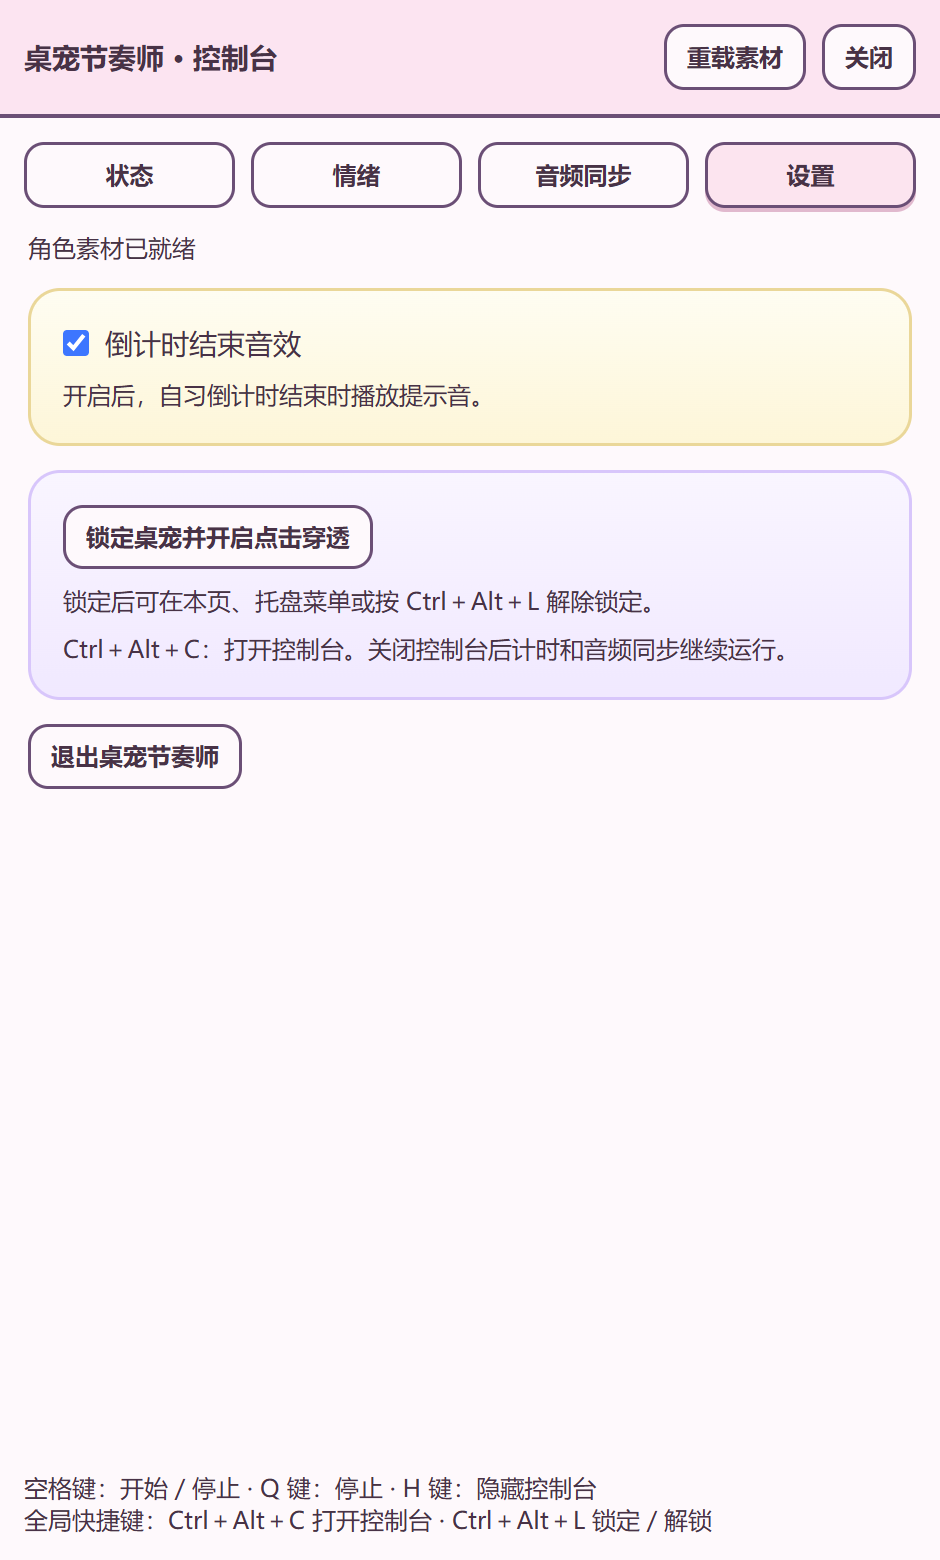 桌宠节奏师 • 控制台
重载素材
关闭
状态
情绪
音频同步
设置
角色素材已就绪
倒计时结束音效
开启后，自习倒计时结束时播放提示音。
锁定桌宠并开启点击穿透
锁定后可在本页、托盘菜单或按 Ctrl + Alt + L 解除锁定。
Ctrl + Alt + C：打开控制台。关闭控制台后计时和音频同步继续运行。
退出桌宠节奏师
空格键：开始 / 停止 · Q 键：停止 · H 键：隐藏控制台
全局快捷键：Ctrl + Alt + C 打开控制台 · Ctrl + Alt + L 锁定 / 解锁